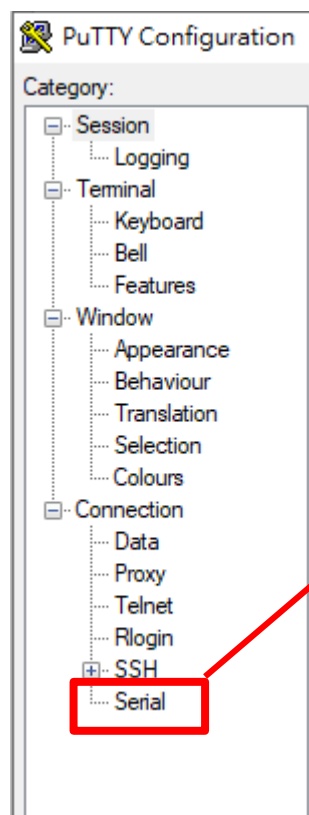 PuTTY Configuration
Category:
Session
Logging
Terminal
Keyboard
Bell
Features
Window
Appearance
Behaviour
Translation
Selection
Colours
Connection
Data
Proxy
Telnet
Rlogin
SSH
Serial